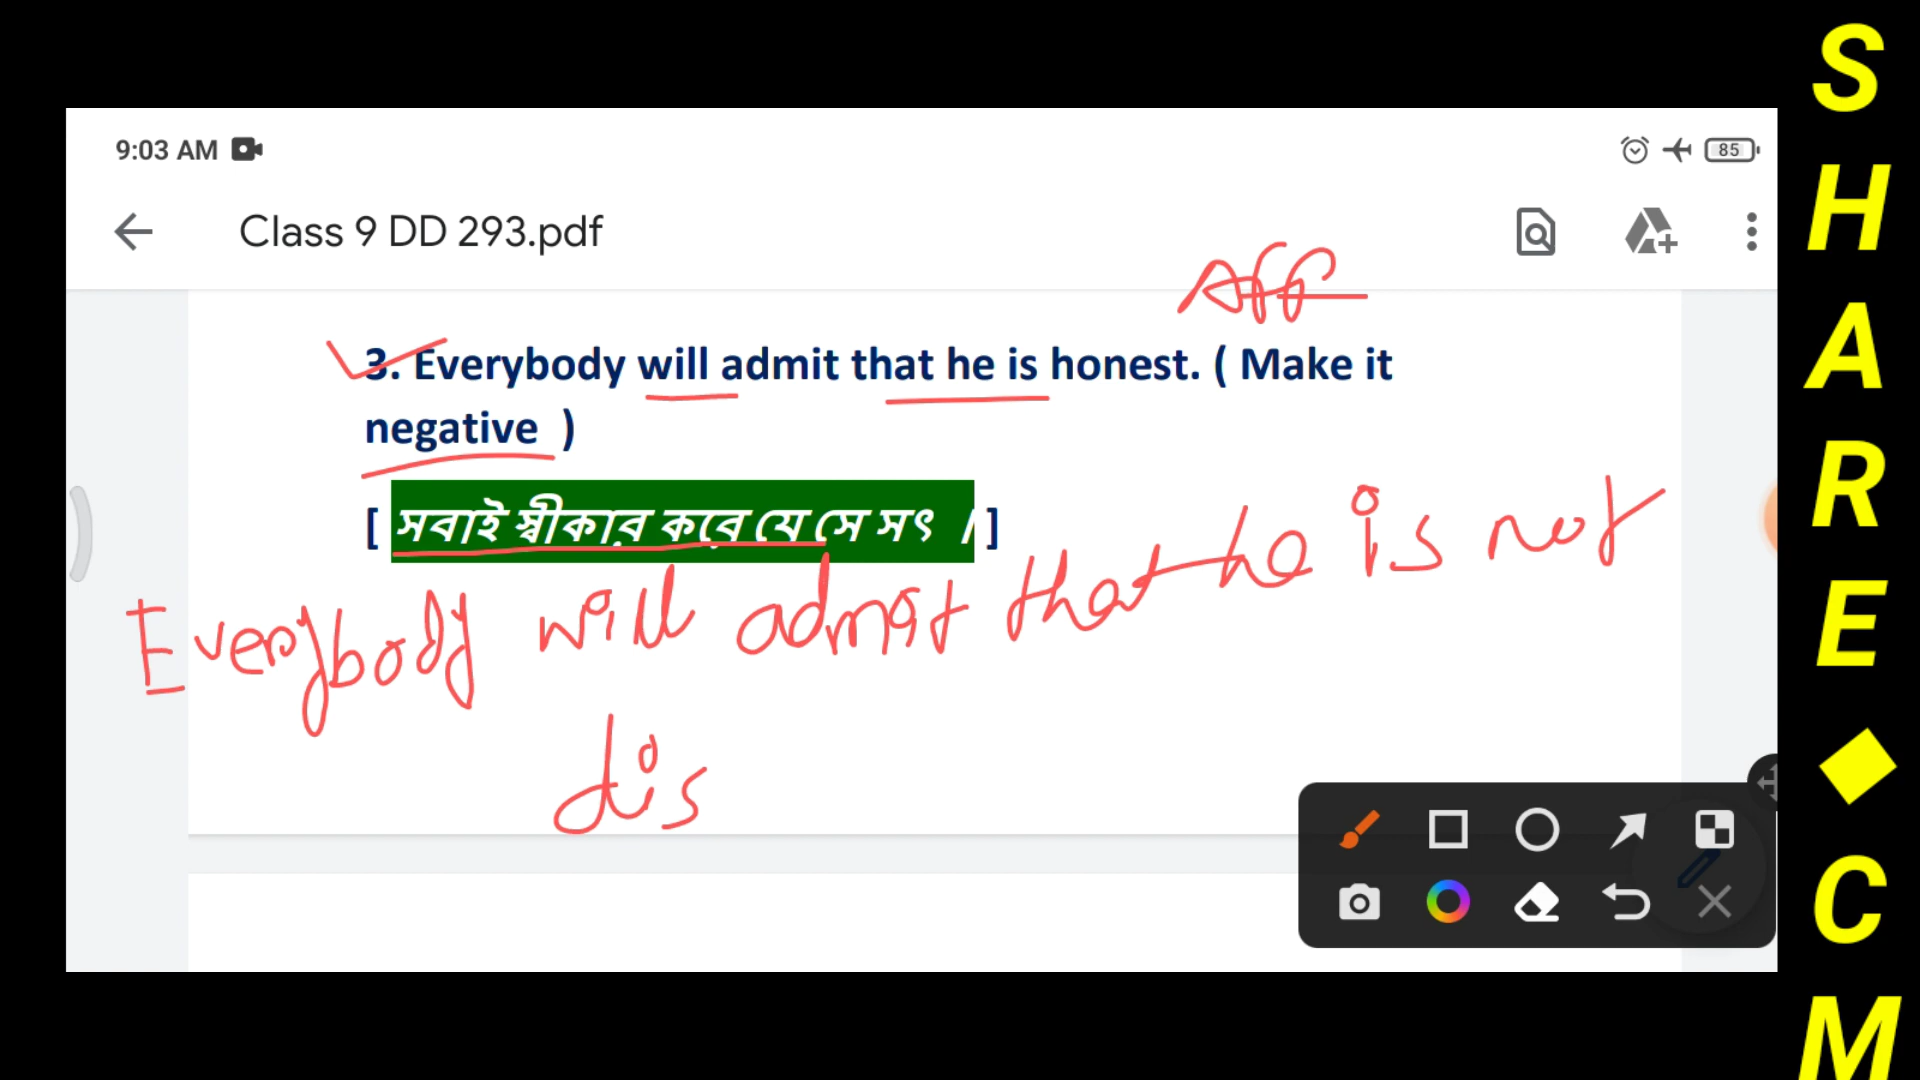 9:03 AM
85
Class 9 DD 293.pdf
Aff
3. Everybody will admit that he is honest. ( Make it
negative )
[ সবাই স্বীকার করে যে সে সৎ । ]
Everybody will admit that he is not
dis
SHARE◆CM